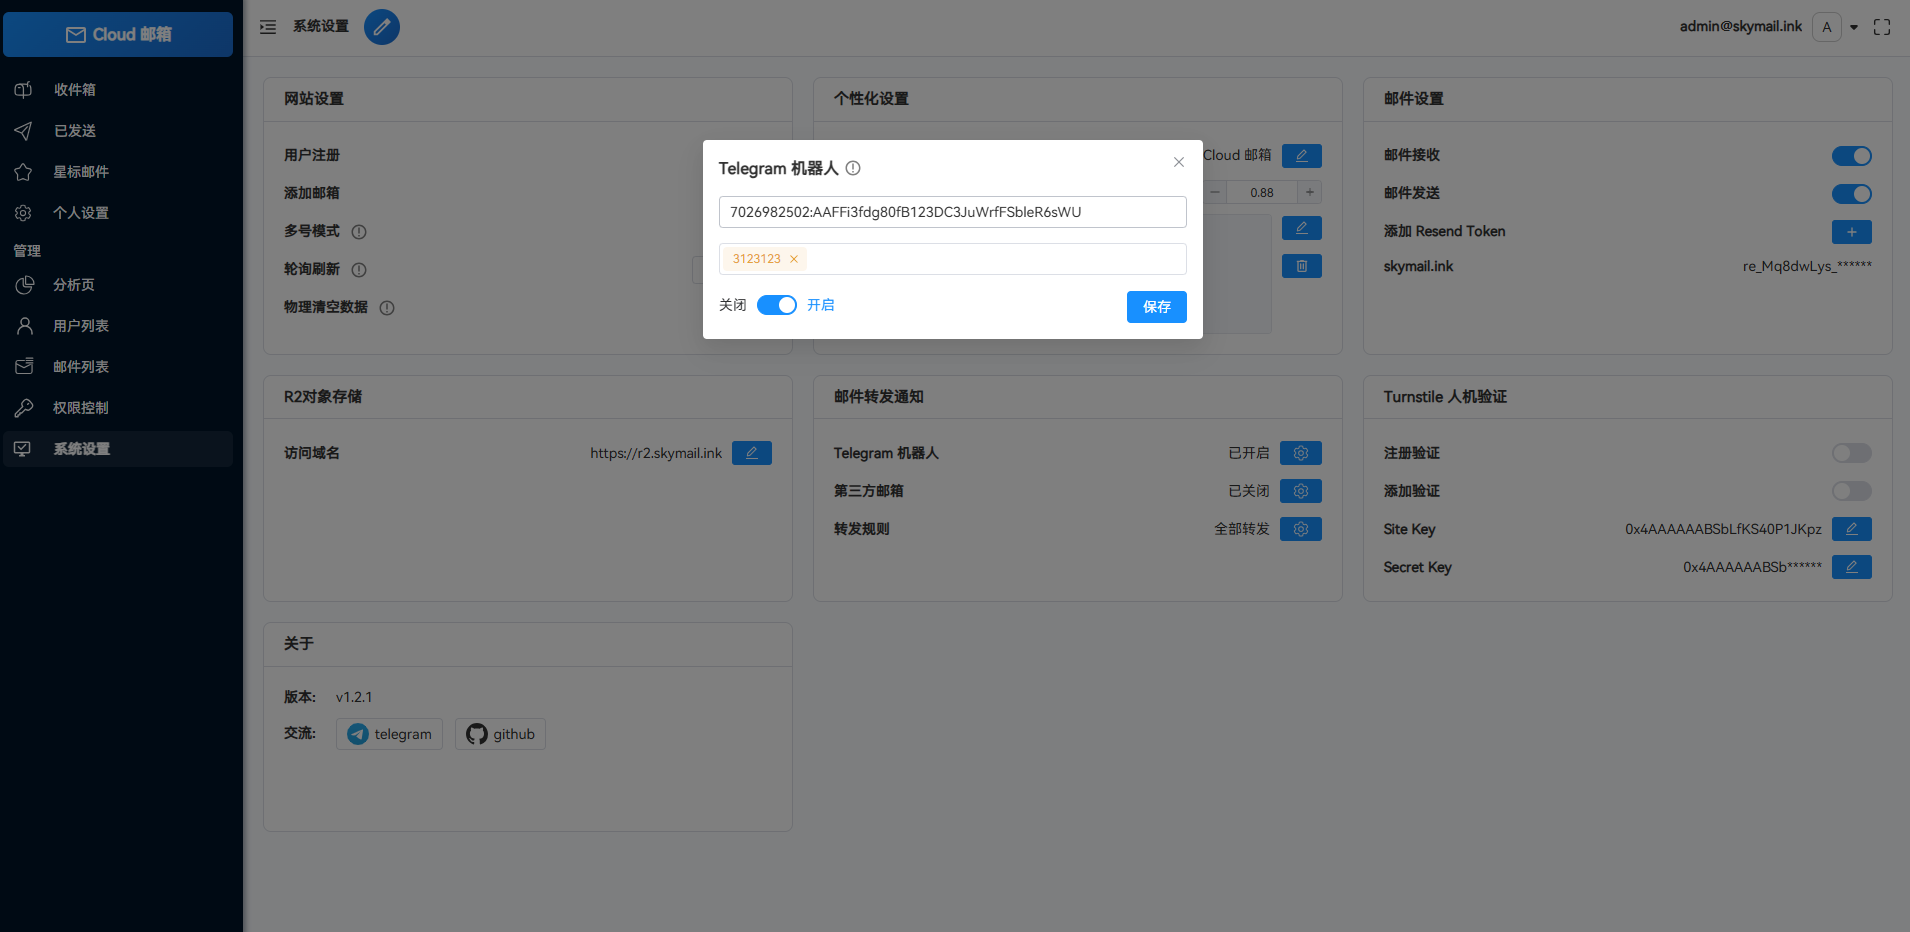 Cloud 邮箱
收件箱
已发送
星标邮件
个人设置
管理
分析页
用户列表
邮件列表
权限控制
系统设置
系统设置
admin@skymail.ink
A
网站设置
用户注册
添加邮箱
多号模式
轮询刷新
物理清空数据
个性化设置
Cloud 邮箱
0.88
邮件设置
邮件接收
邮件发送
添加 Resend Token
skymail.ink
re_Mq8dwLys_******
Telegram 机器人
7026982502:AAFFi3fdg80fB123DC3JuWrfFSbleR6sWU
3123123
关闭
开启
保存
R2对象存储
访问域名
https://r2.skymail.ink
邮件转发通知
Telegram 机器人
已开启
第三方邮箱
已关闭
转发规则
全部转发
Turnstile 人机验证
注册验证
添加验证
Site Key
0x4AAAAAABSbLfKS40P1JKpz
Secret Key
0x4AAAAAABSb******
关于
版本:
v1.2.1
交流:
telegram
github